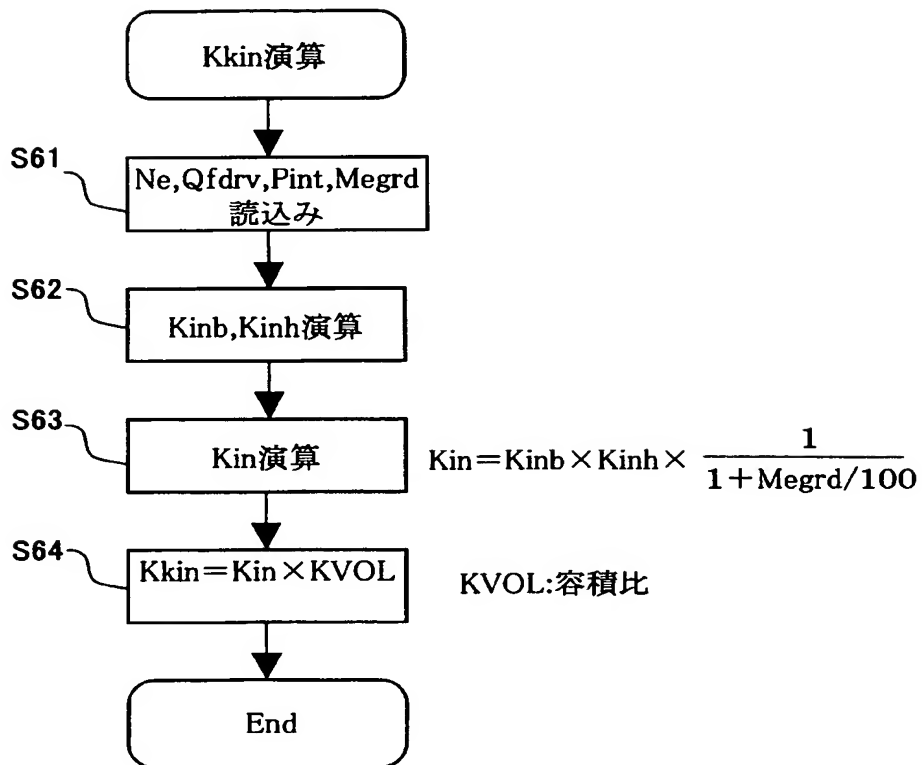 Kkin演算
S61
Ne,Qfdrv,Pint,Megrd
読込み
S62
Kinb,Kinh演算
S63
Kin演算
Kin=Kinb×Kinh× 1/1+Megrd/100
S64
Kkin=Kin×KVOL
KVOL:容積比
End